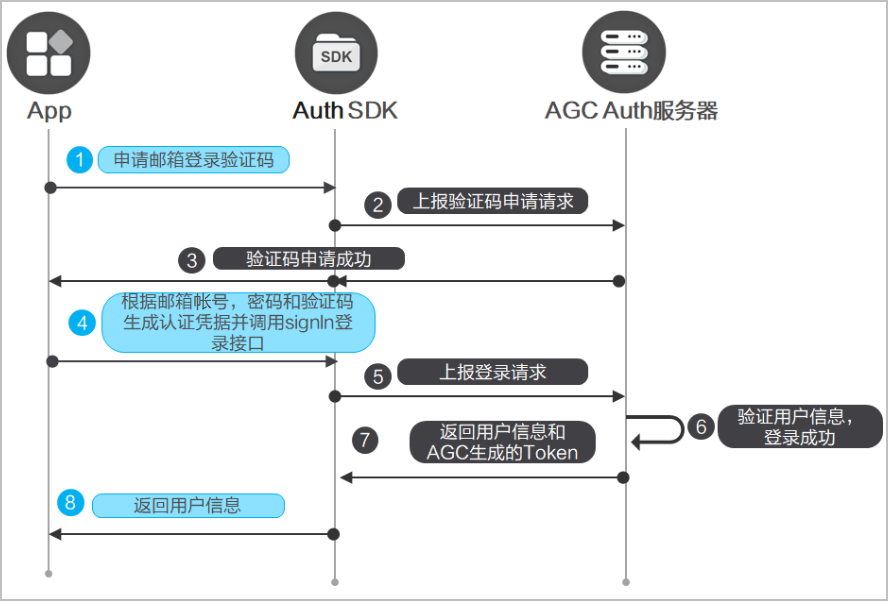 SDK
App
Auth SDK
AGC Auth服务器
1 申请邮箱登录验证码
2 上报验证码申请请求
3 验证码申请成功
4 根据邮箱帐号，密码和验证码
生成认证凭据并调用signIn登
录接口
5 上报登录请求
6 验证用户信息，
登录成功
7 返回用户信息和
AGC生成的Token
8 返回用户信息